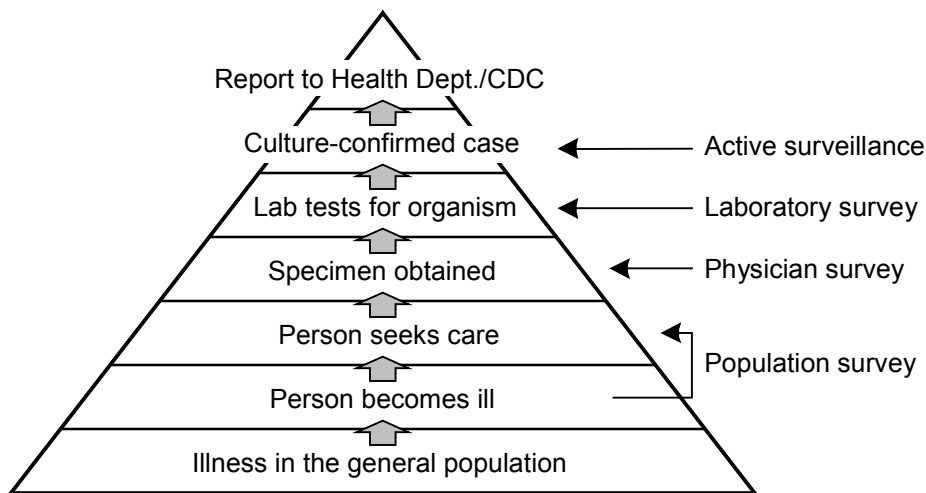 Report to Health Dept./CDC
Culture-confirmed case
Active surveillance
Lab tests for organism
Laboratory survey
Specimen obtained
Physician survey
Person seeks care
Population survey
Person becomes ill
Illness in the general population